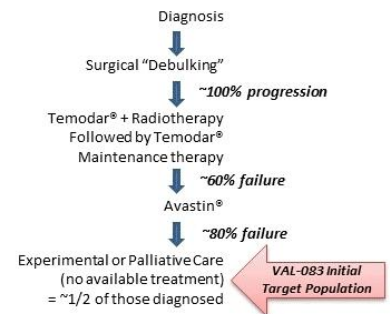 Diagnosis
Surgical “Debulking”
~100% progression
Temodar® + Radiotherapy
Followed by Temodar®
Maintenance therapy
~60% failure
Avastin®
~80% failure
Experimental or Palliative Care
(no available treatment)
= ~1/2 of those diagnosed
VAL-083 Initial
Target Population